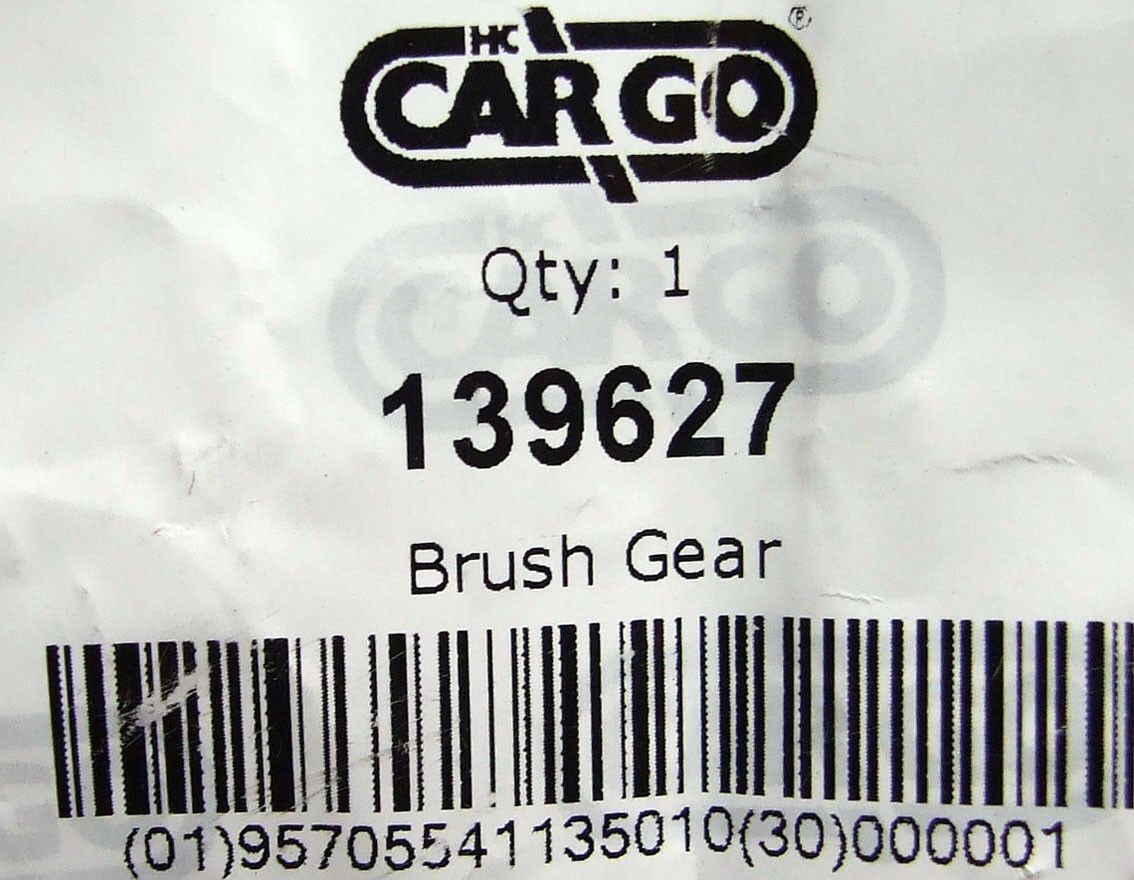 HC
CARGO
®
Qty: 1
139627
Brush Gear
(01)95705541135010(30)000001